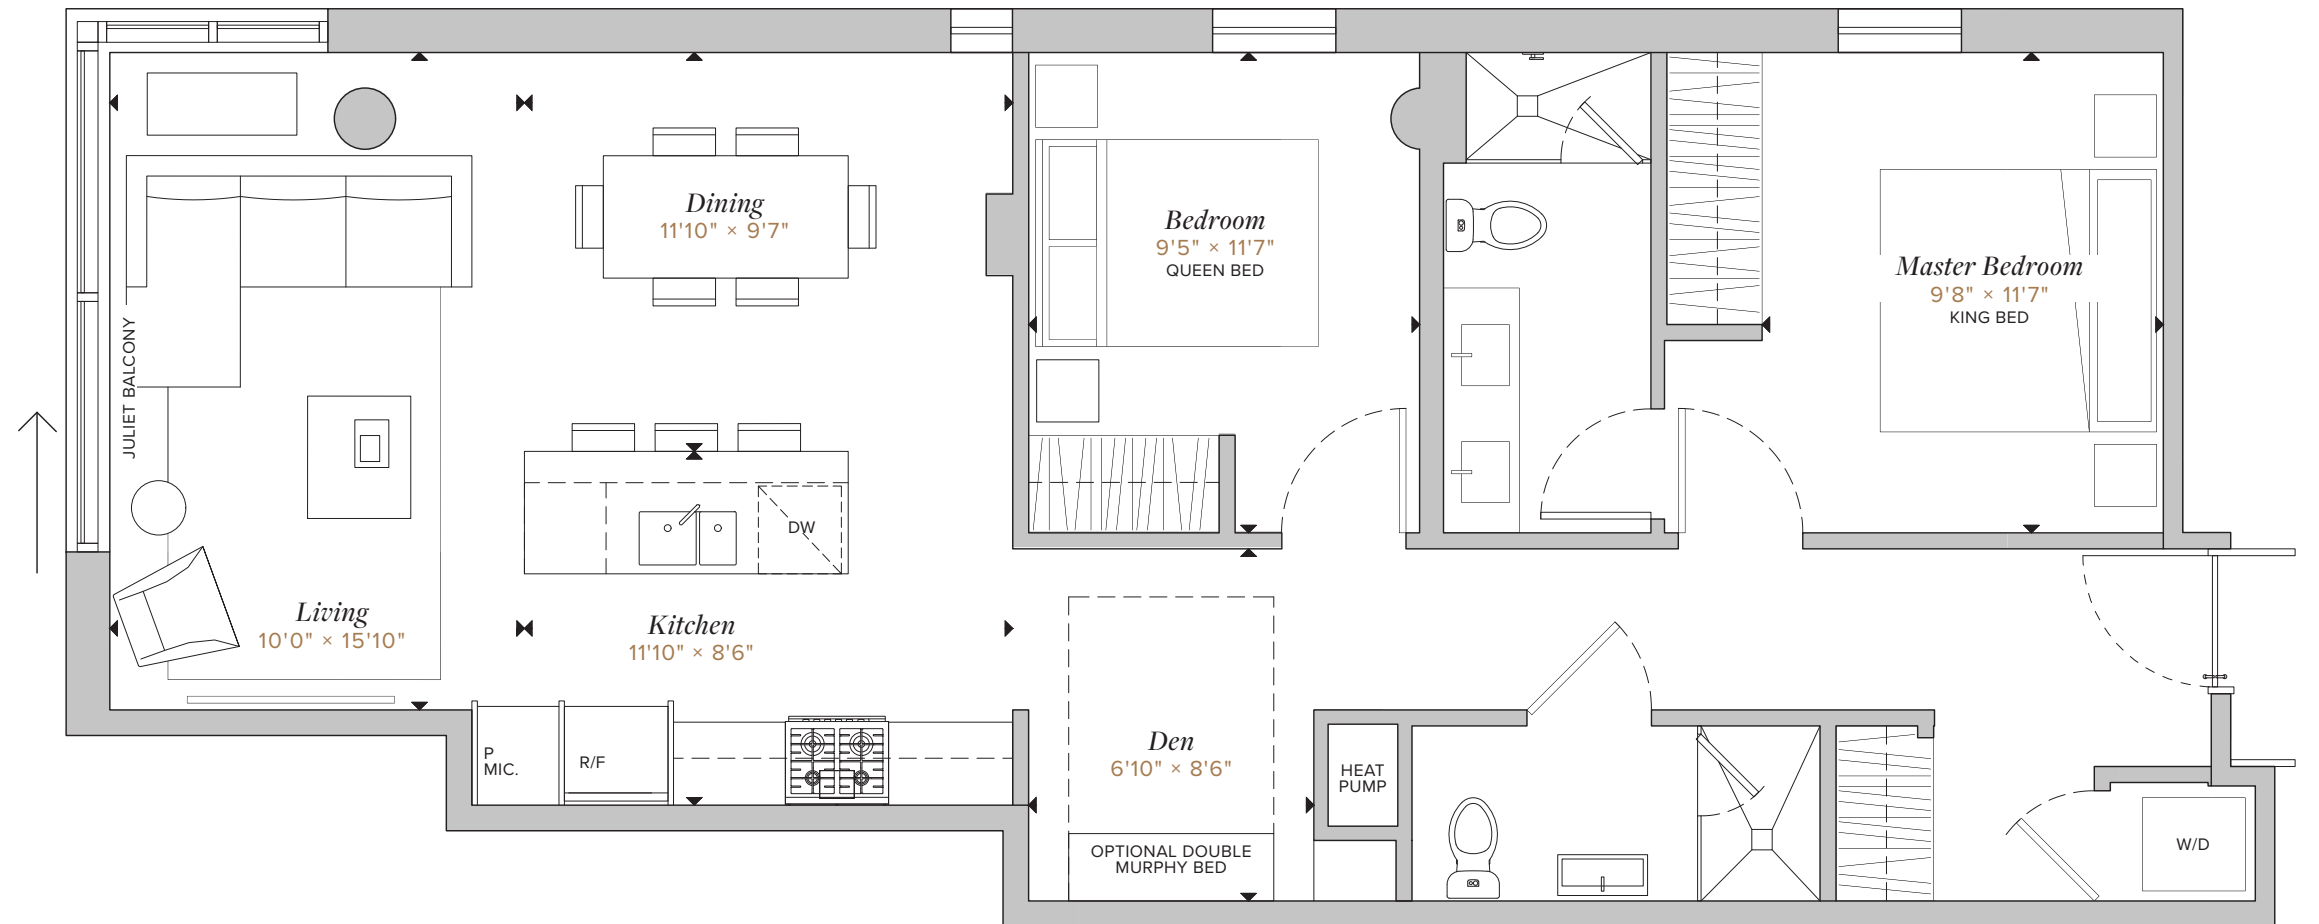 Dining
11'10" × 9'7"
Bedroom
9'5" × 11'7"
QUEEN BED
Master Bedroom
9'8" × 11'7"
KING BED
JULIET BALCONY
DW
Living
10'0" × 15'10"
Kitchen
11'10" × 8'6"
P
MIC.
R/F
Den
6'10" × 8'6"
HEAT
PUMP
OPTIONAL DOUBLE
MURPHY BED
W/D